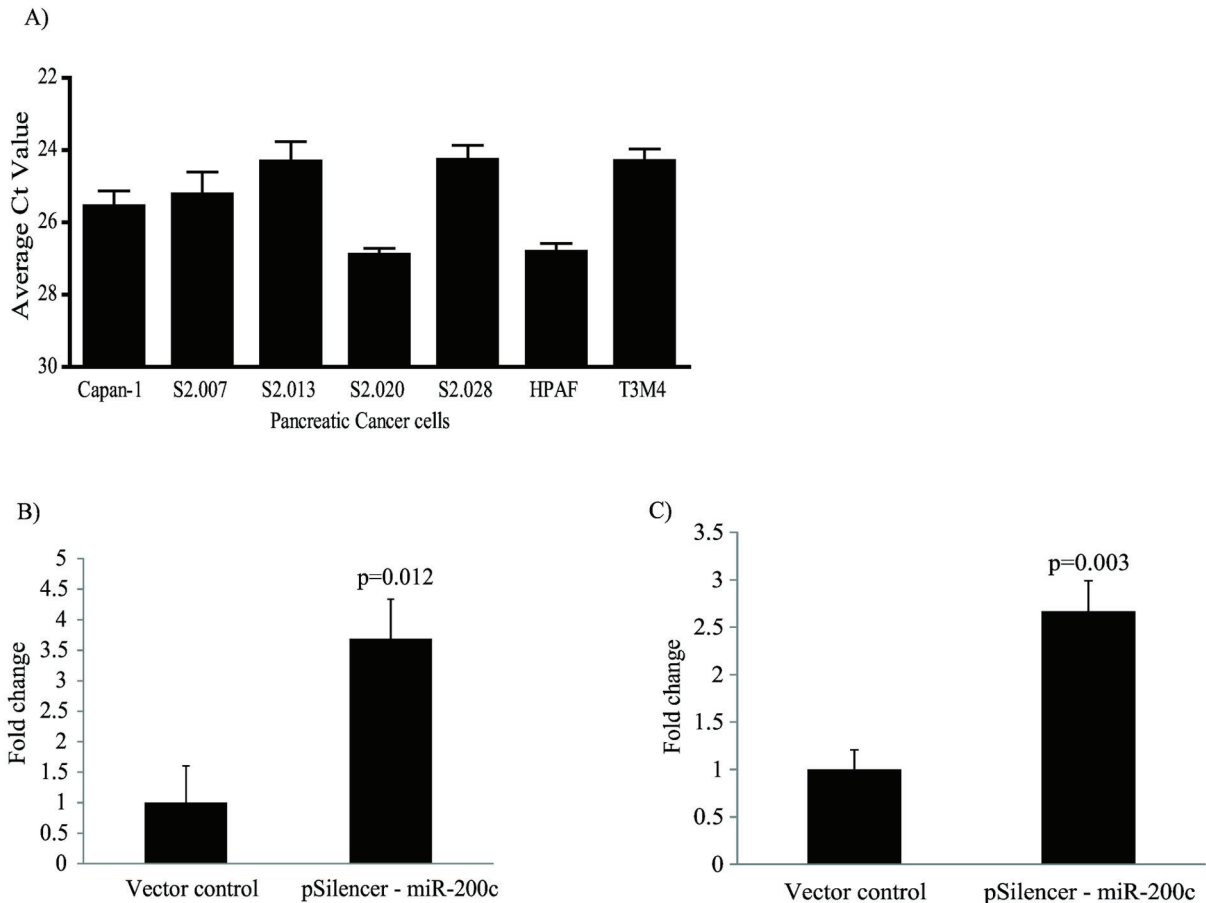 A)
Average Ct Value
22
24
26
28
30
Capan-1 S2.007 S2.013 S2.020 S2.028 HPAF T3M4
Pancreatic Cancer cells
B)
Fold change
5
4.5
4
3.5
3
2.5
2
1.5
1
0.5
0
p=0.012
Vector control pSilencer - miR-200c
C)
Fold change
3.5
3
2.5
2
1.5
1
0.5
0
p=0.003
Vector control pSilencer - miR-200c